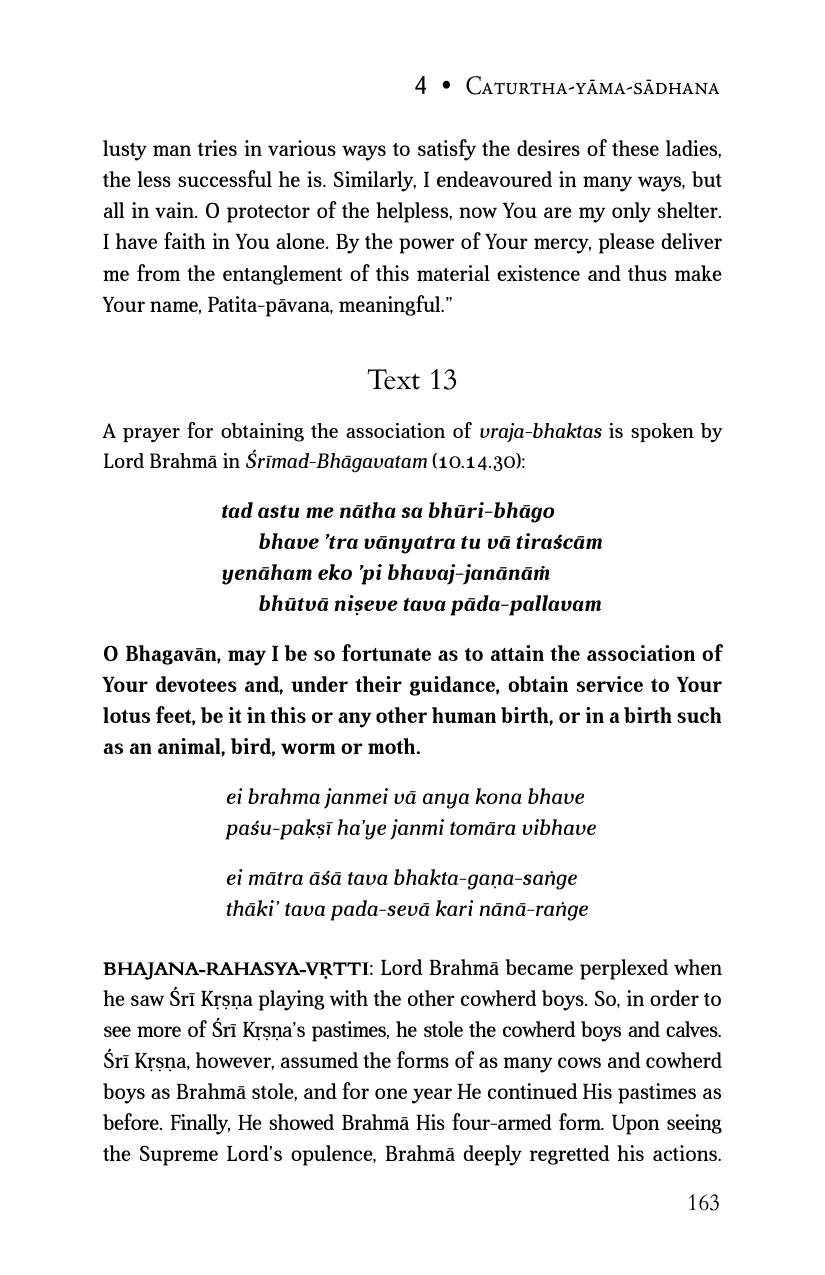 4 • Caturtha-yāma-sādhana
lusty man tries in various ways to satisfy the desires of these ladies,
the less successful he is. Similarly, I endeavoured in many ways, but
all in vain. O protector of the helpless, now You are my only shelter.
I have faith in You alone. By the power of Your mercy, please deliver
me from the entanglement of this material existence and thus make
Your name, Patita-pāvana, meaningful.”
Text 13
A prayer for obtaining the association of vraja-bhaktas is spoken by
Lord Brahmā in Śrīmad-Bhāgavatam (10.14.30):
tad astu me nātha sa bhūri-bhāgo
bhave ’tra vānyatra tu vā tiraścām
yenāham eko ’pi bhavaj-janānāṁ
bhūtvā niṣeve tava pāda-pallavam
O Bhagavān, may I be so fortunate as to attain the association of
Your devotees and, under their guidance, obtain service to Your
lotus feet, be it in this or any other human birth, or in a birth such
as an animal, bird, worm or moth.
ei brahma janmei vā anya kona bhave
paśu-pakṣī ha’ye janmi tomāra vibhave
ei mātra āśā tava bhakta-gaṇa-saṅge
thāki’ tava pada-sevā kari nānā-raṅge
BHAJANA-RAHASYA-VṚTTI: Lord Brahmā became perplexed when
he saw Śrī Kṛṣṇa playing with the other cowherd boys. So, in order to
see more of Śrī Kṛṣṇa’s pastimes, he stole the cowherd boys and calves.
Śrī Kṛṣṇa, however, assumed the forms of as many cows and cowherd
boys as Brahmā stole, and for one year He continued His pastimes as
before. Finally, He showed Brahmā His four-armed form. Upon seeing
the Supreme Lord’s opulence, Brahmā deeply regretted his actions.
163